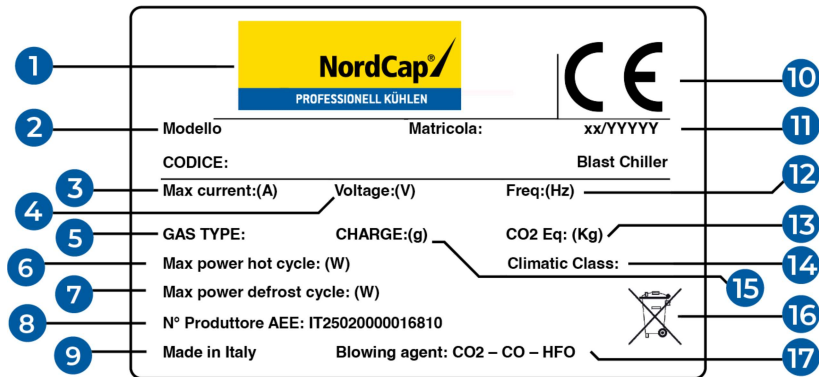 NordCap®
PROFESSIONELL KÜHLEN
CE
1
10
2
Modello Matricola: xx/YYYYY
11
CODICE: Blast Chiller
3
Max current:(A) Voltage:(V) Freq:(Hz)
12
4
5
GAS TYPE: CHARGE:(g) CO2 Eq: (Kg)
13
6
Max power hot cycle: (W) Climatic Class:
14
7
Max power defrost cycle: (W)
15
8
N° Produttore AEE: IT25020000016810
16
9
Made in Italy Blowing agent: CO2 – CO – HFO
17